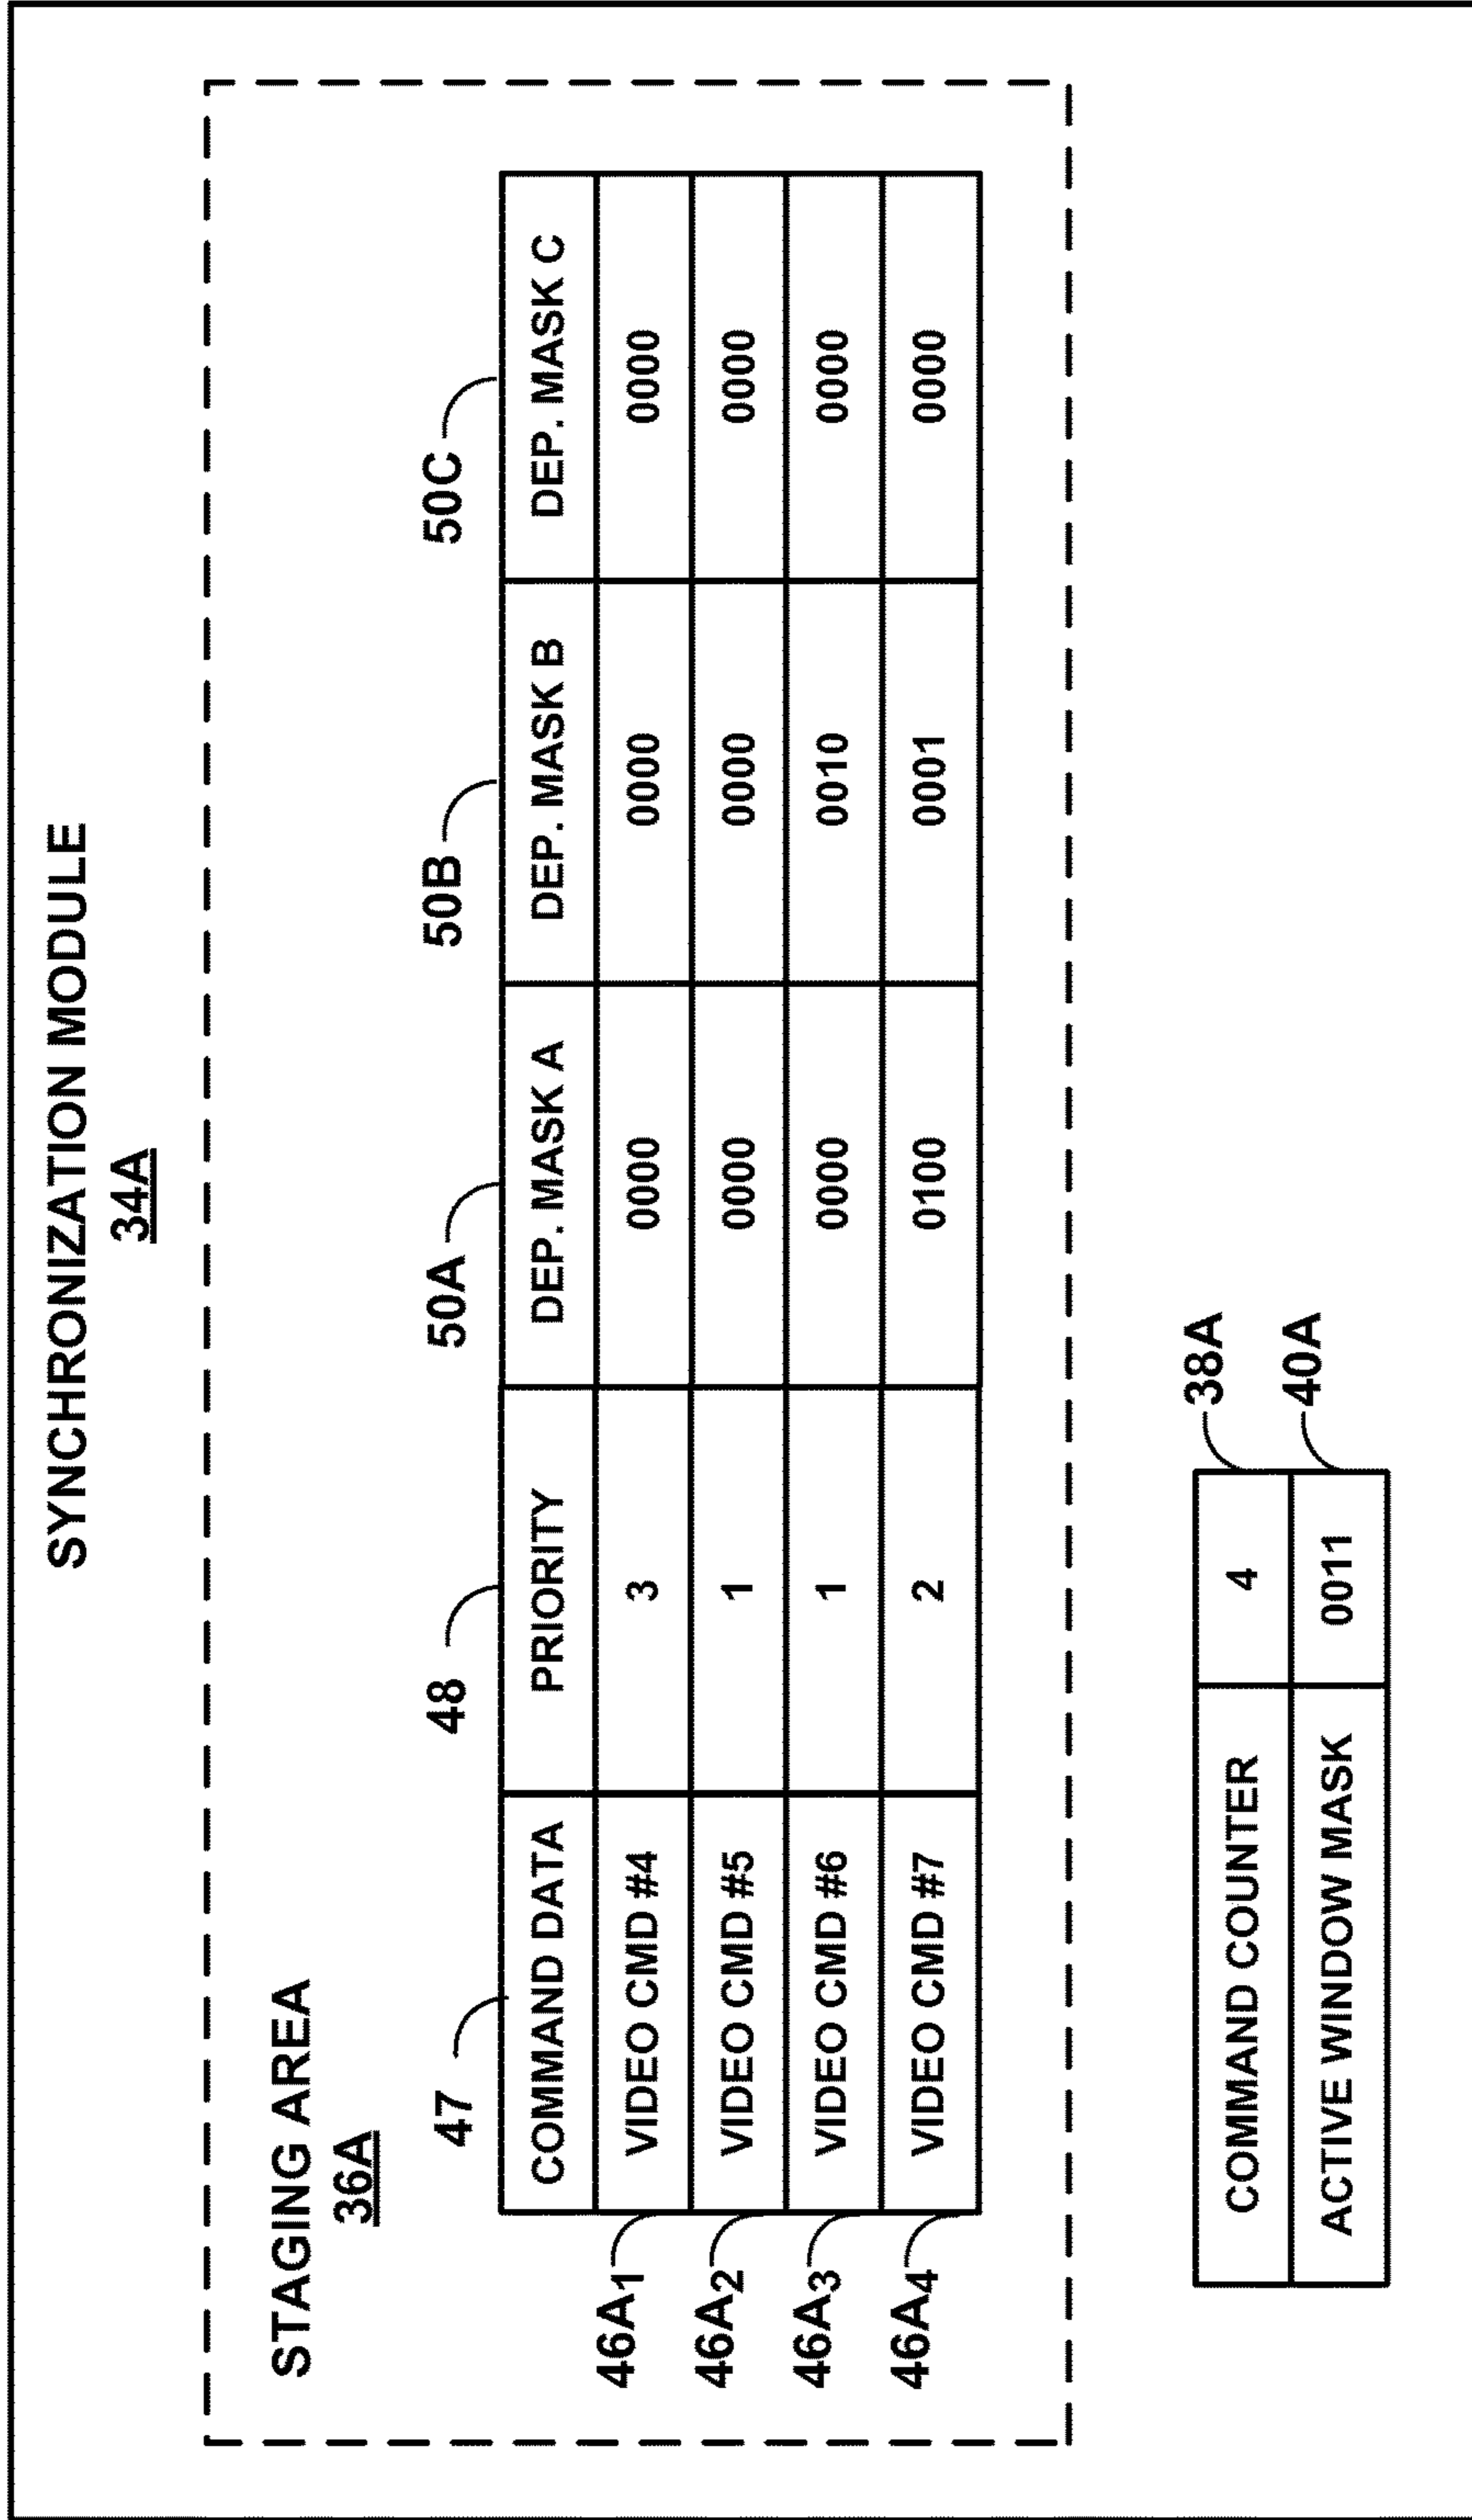 SYNCHRONIZATION MODULE
34A
STAGING AREA
36A
47 48 50A 50B 50C
COMMAND DATA PRIORITY DEP. MASK A DEP. MASK B DEP. MASK C
46A1 VIDEO CMD #4 3 0000 0000 0000
46A2 VIDEO CMD #5 1 0000 0000 0000
46A3 VIDEO CMD #6 1 0000 0010 0000
46A4 VIDEO CMD #7 2 0100 0001 0000
COMMAND COUNTER 4 38A
ACTIVE WINDOW MASK 0011 40A